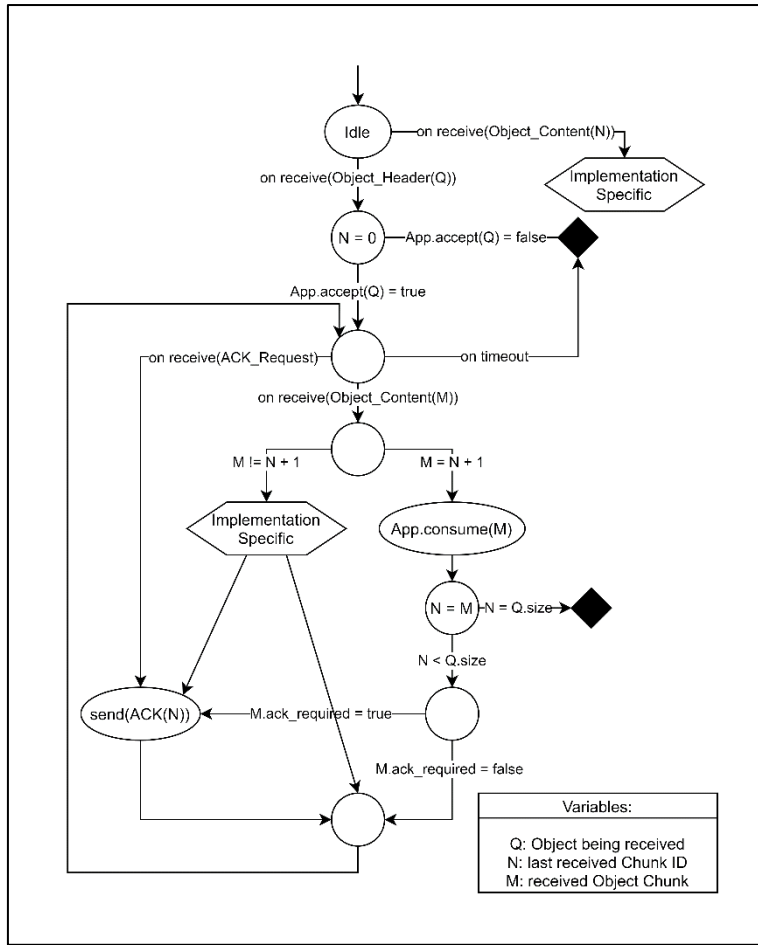 Idle
on receive(Object_Content(N))
Implementation
Specific
on receive(Object_Header(Q))
N = 0
App.accept(Q) = false
App.accept(Q) = true
on receive(ACK_Request)
on timeout
on receive(Object_Content(M))
M != N + 1
M = N + 1
Implementation
Specific
App.consume(M)
N = M
N = Q.size
N < Q.size
send(ACK(N))
M.ack_required = true
M.ack_required = false
Variables:
Q: Object being received
N: last received Chunk ID
M: received Object Chunk